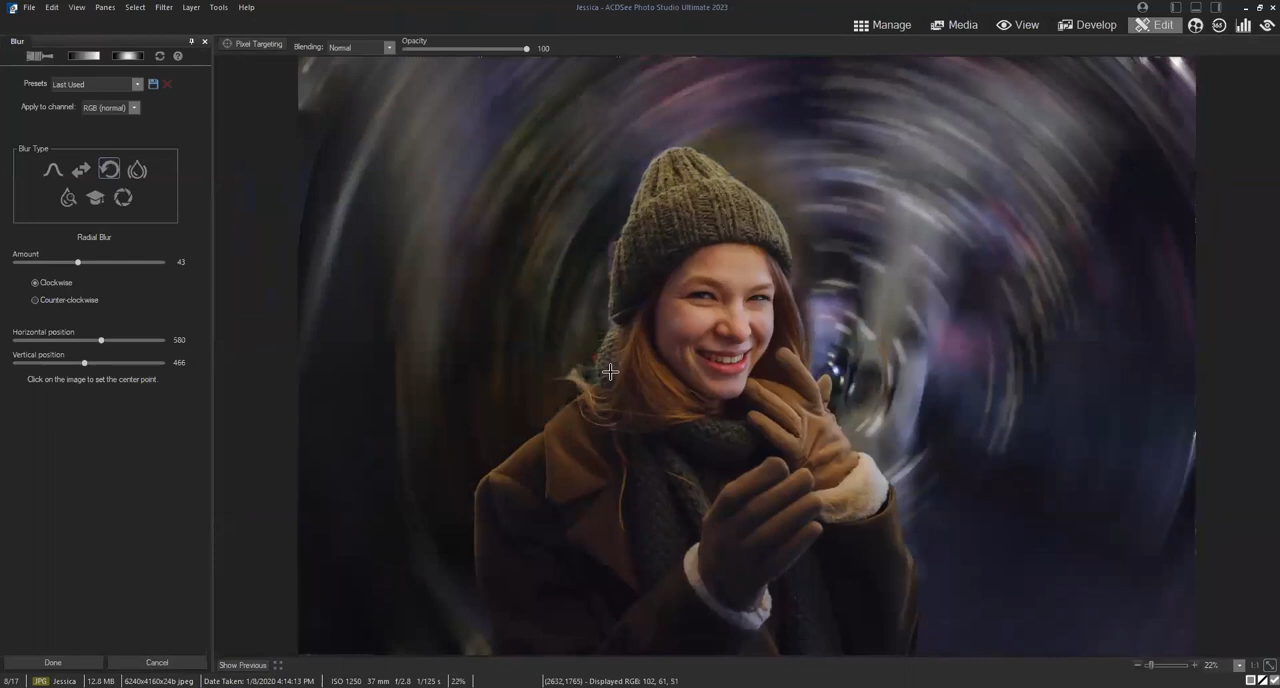 File Edit View Panes Select Filter Layer Tools Help
Jessica - ACDSee Photo Studio Ultimate 2023
Manage Media View Develop Edit 365
Blur
Pixel Targeting Blending: Normal Opacity 100
Presets Last Used
Apply to channel: RGB (normal)
Blur Type
Radial Blur
Amount
43
Clockwise
Counter-clockwise
Horizontal position
580
Vertical position
466
Click on the image to set the center point.
Done Cancel
Show Previous
22% 1:1
8/17 JPG Jessica 12.8 MB 6240x4160x24b jpeg Date Taken: 1/8/2020 4:14:13 PM ISO 1250 37 mm f/2.8 1/125 s 22% (2632,1765) - Displayed RGB: 102, 61, 51